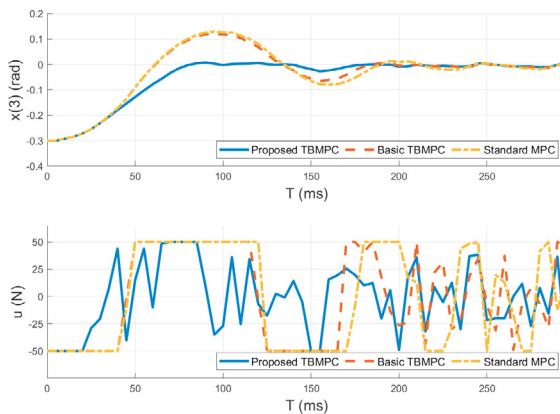 0.2
0.1
0
-0.1
-0.2
-0.3
-0.4
x(3) (rad)
Proposed TBMPC Basic TBMPC Standard MPC
0 50 100 150 200 250
T (ms)
50
25
0
-25
-50
u (N)
Proposed TBMPC Basic TBMPC Standard MPC
0 50 100 150 200 250
T (ms)